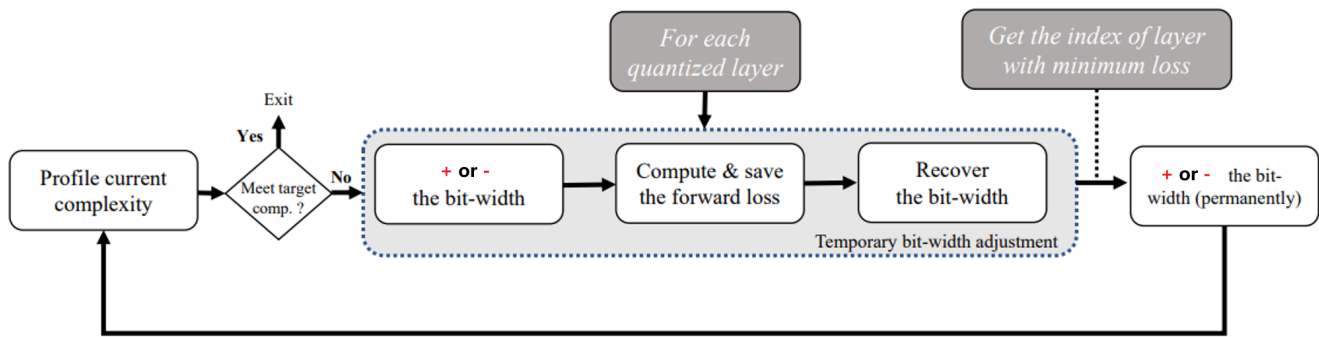 For each
quantized layer
Get the index of layer
with minimum loss
Exit
Yes
Profile current
complexity
Meet target
comp. ?
No
+ or -
the bit-width
Compute & save
the forward loss
Recover
the bit-width
Temporary bit-width adjustment
+ or - the bit-
width (permanently)